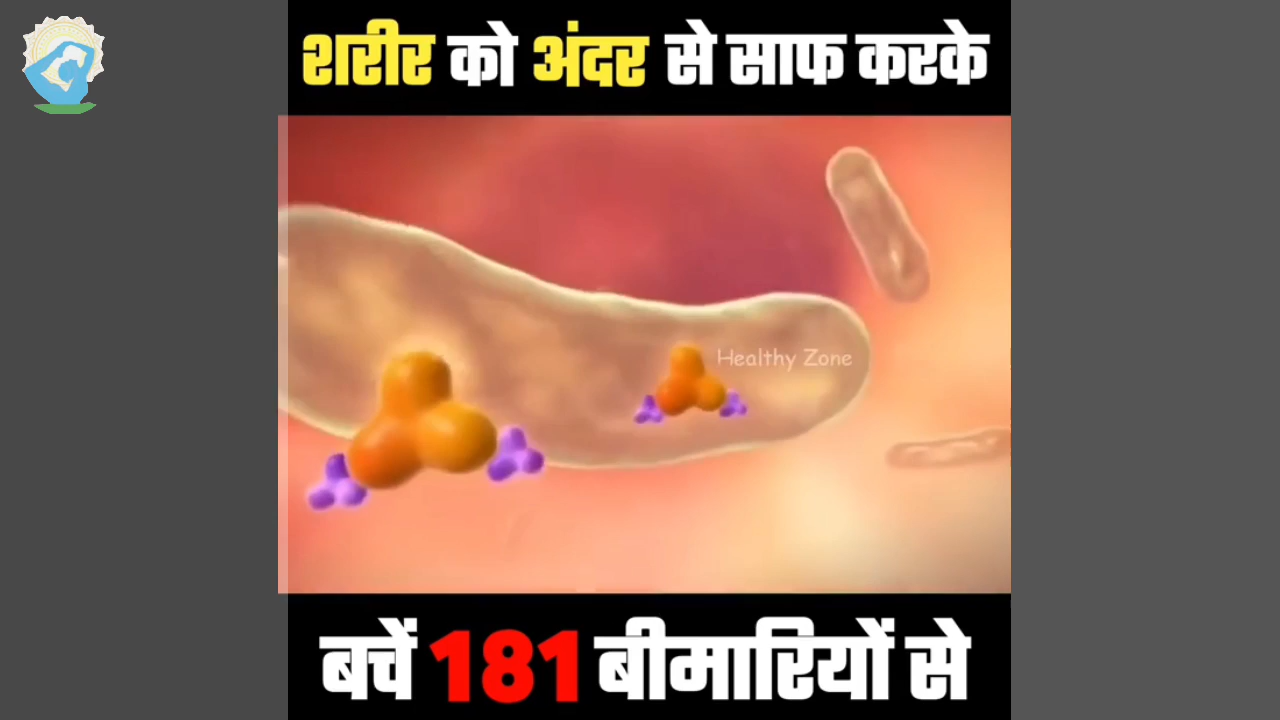 शरीर को अंदर से साफ करके
Healthy Zone
बचें 181 बीमारियों से